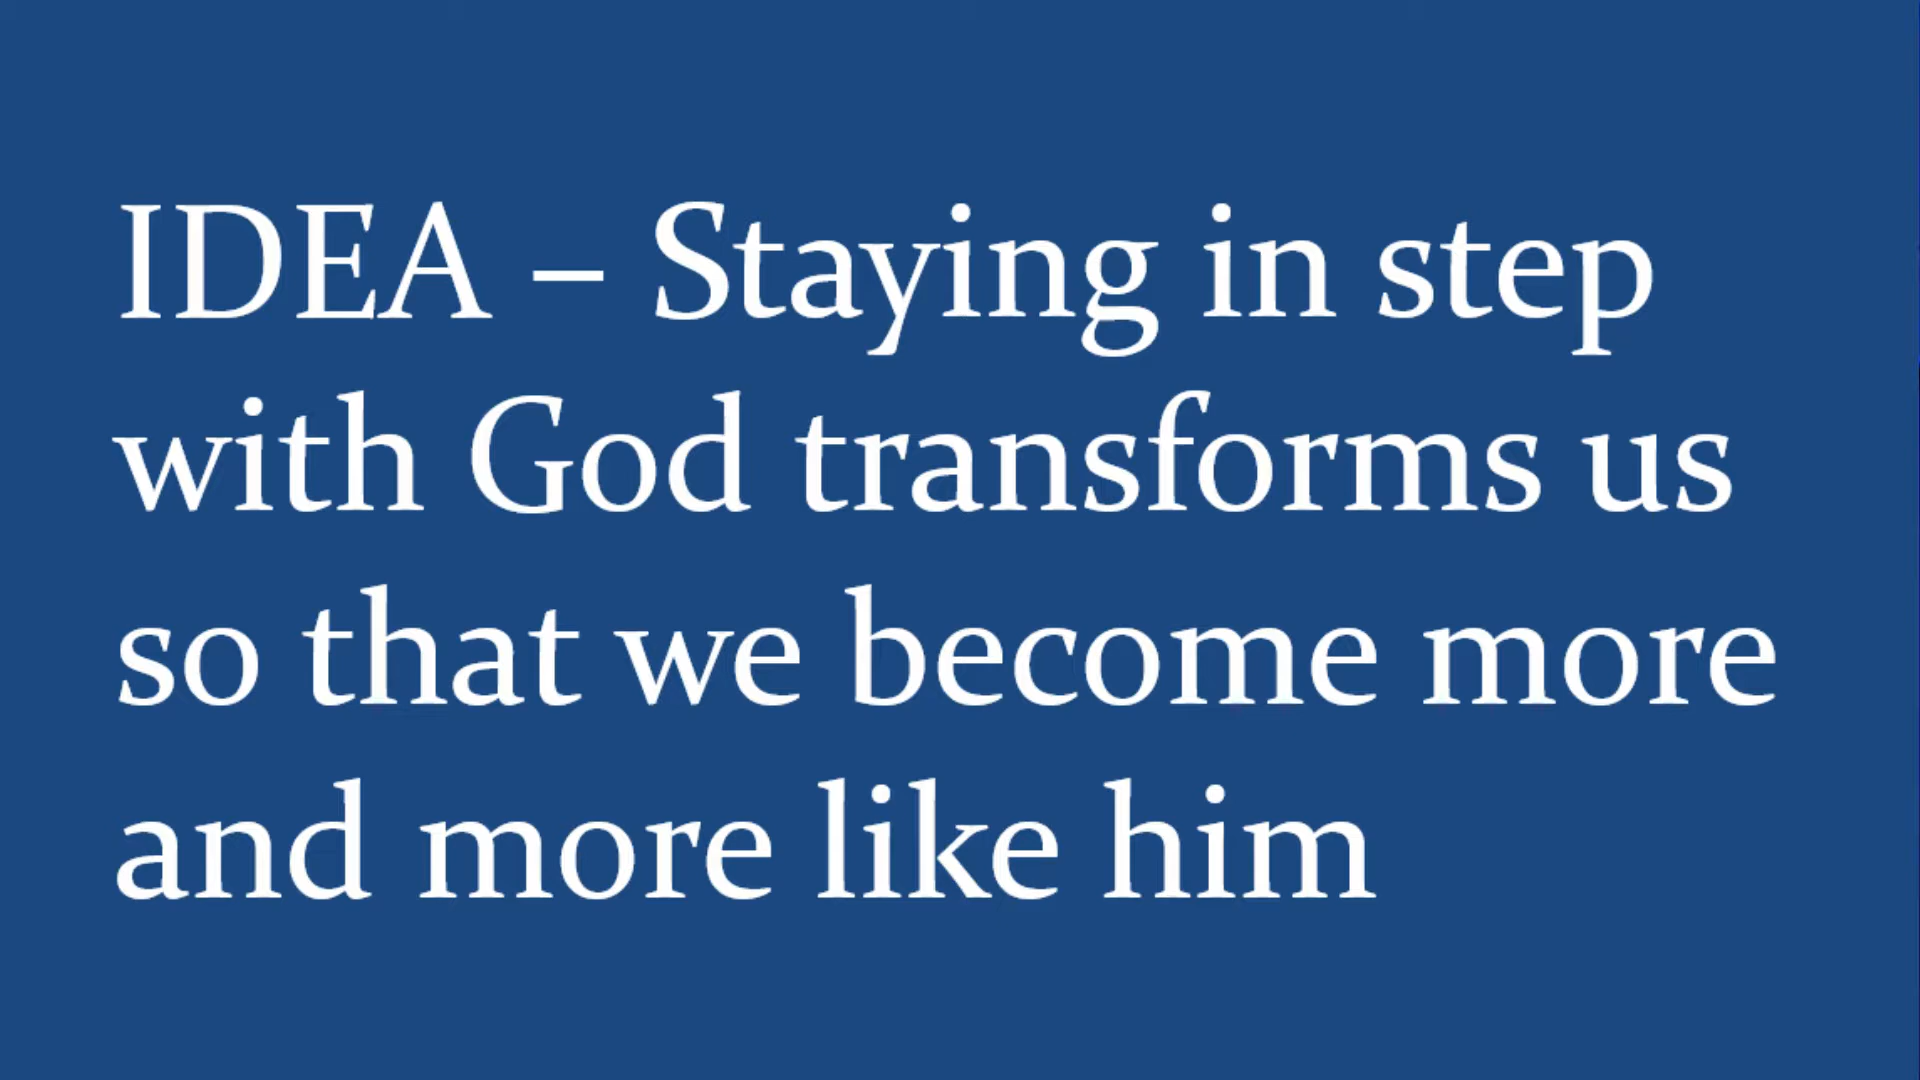 IDEA – Staying in step
with God transforms us
so that we become more
and more like him